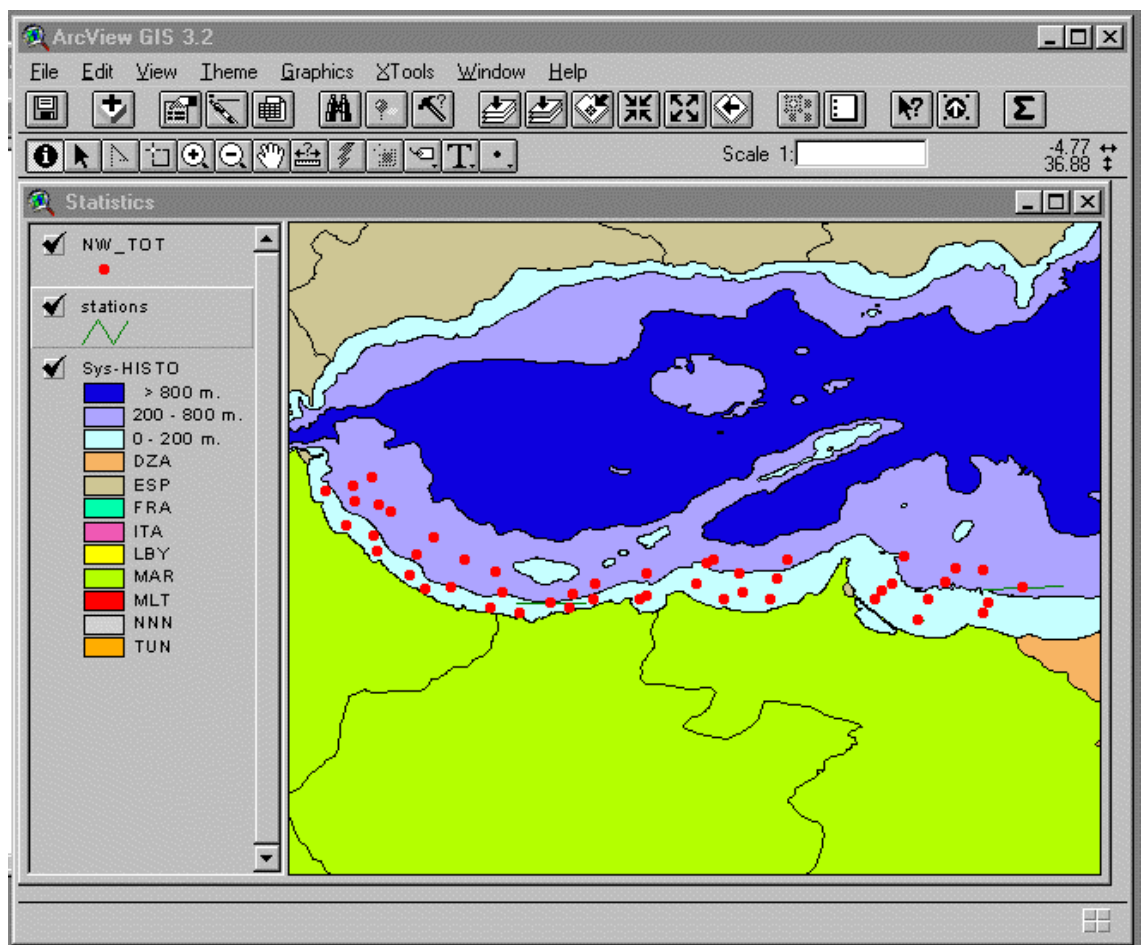 ArcView GIS 3.2
File Edit View Theme Graphics XTools Window Help
Scale 1:
-4.77
36.88
Statistics
NW_TOT
stations
Sys-HISTO
> 800 m.
200 - 800 m.
0 - 200 m.
DZA
ESP
FRA
ITA
LBY
MAR
MLT
NNN
TUN